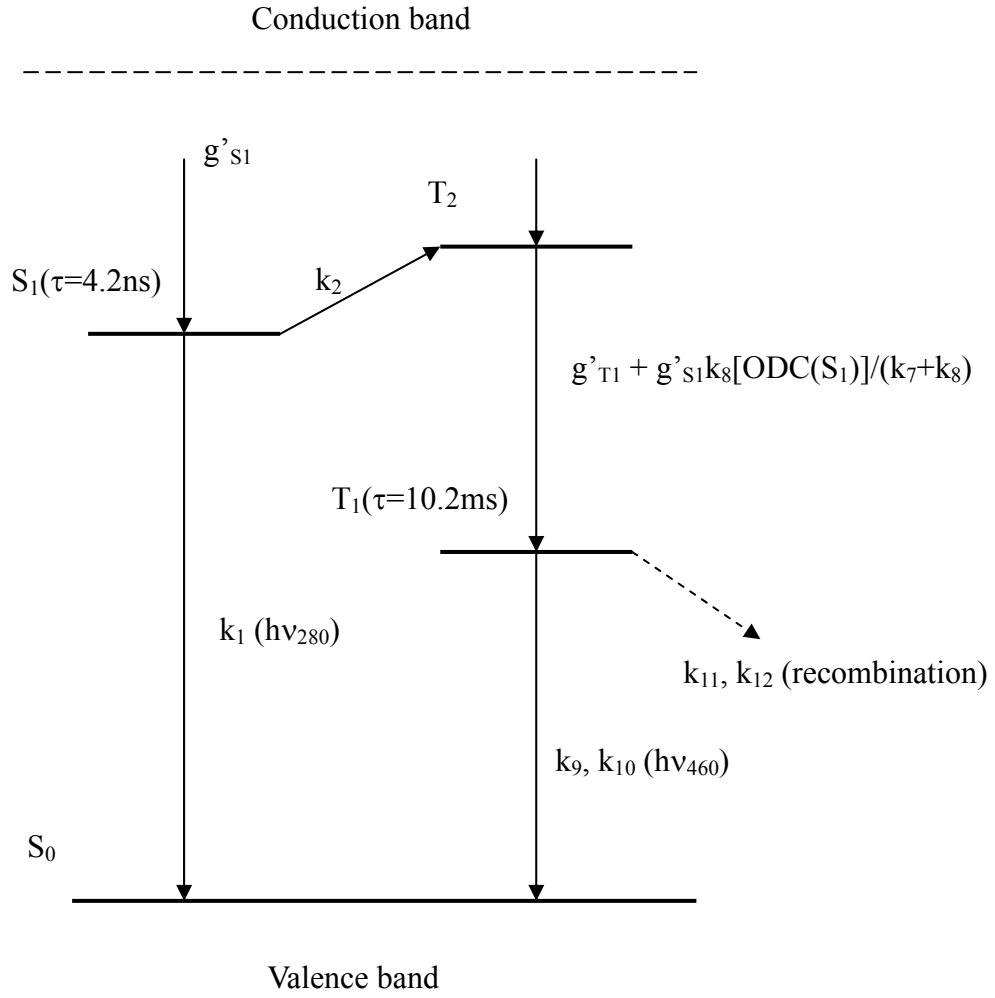 Conduction band
g’S1
T2
S1(τ=4.2ns)
k2
g’T1 + g’S1k8[ODC(S1)]/(k7+k8)
T1(τ=10.2ms)
k1 (hν280)
k11, k12 (recombination)
k9, k10 (hν460)
S0
Valence band